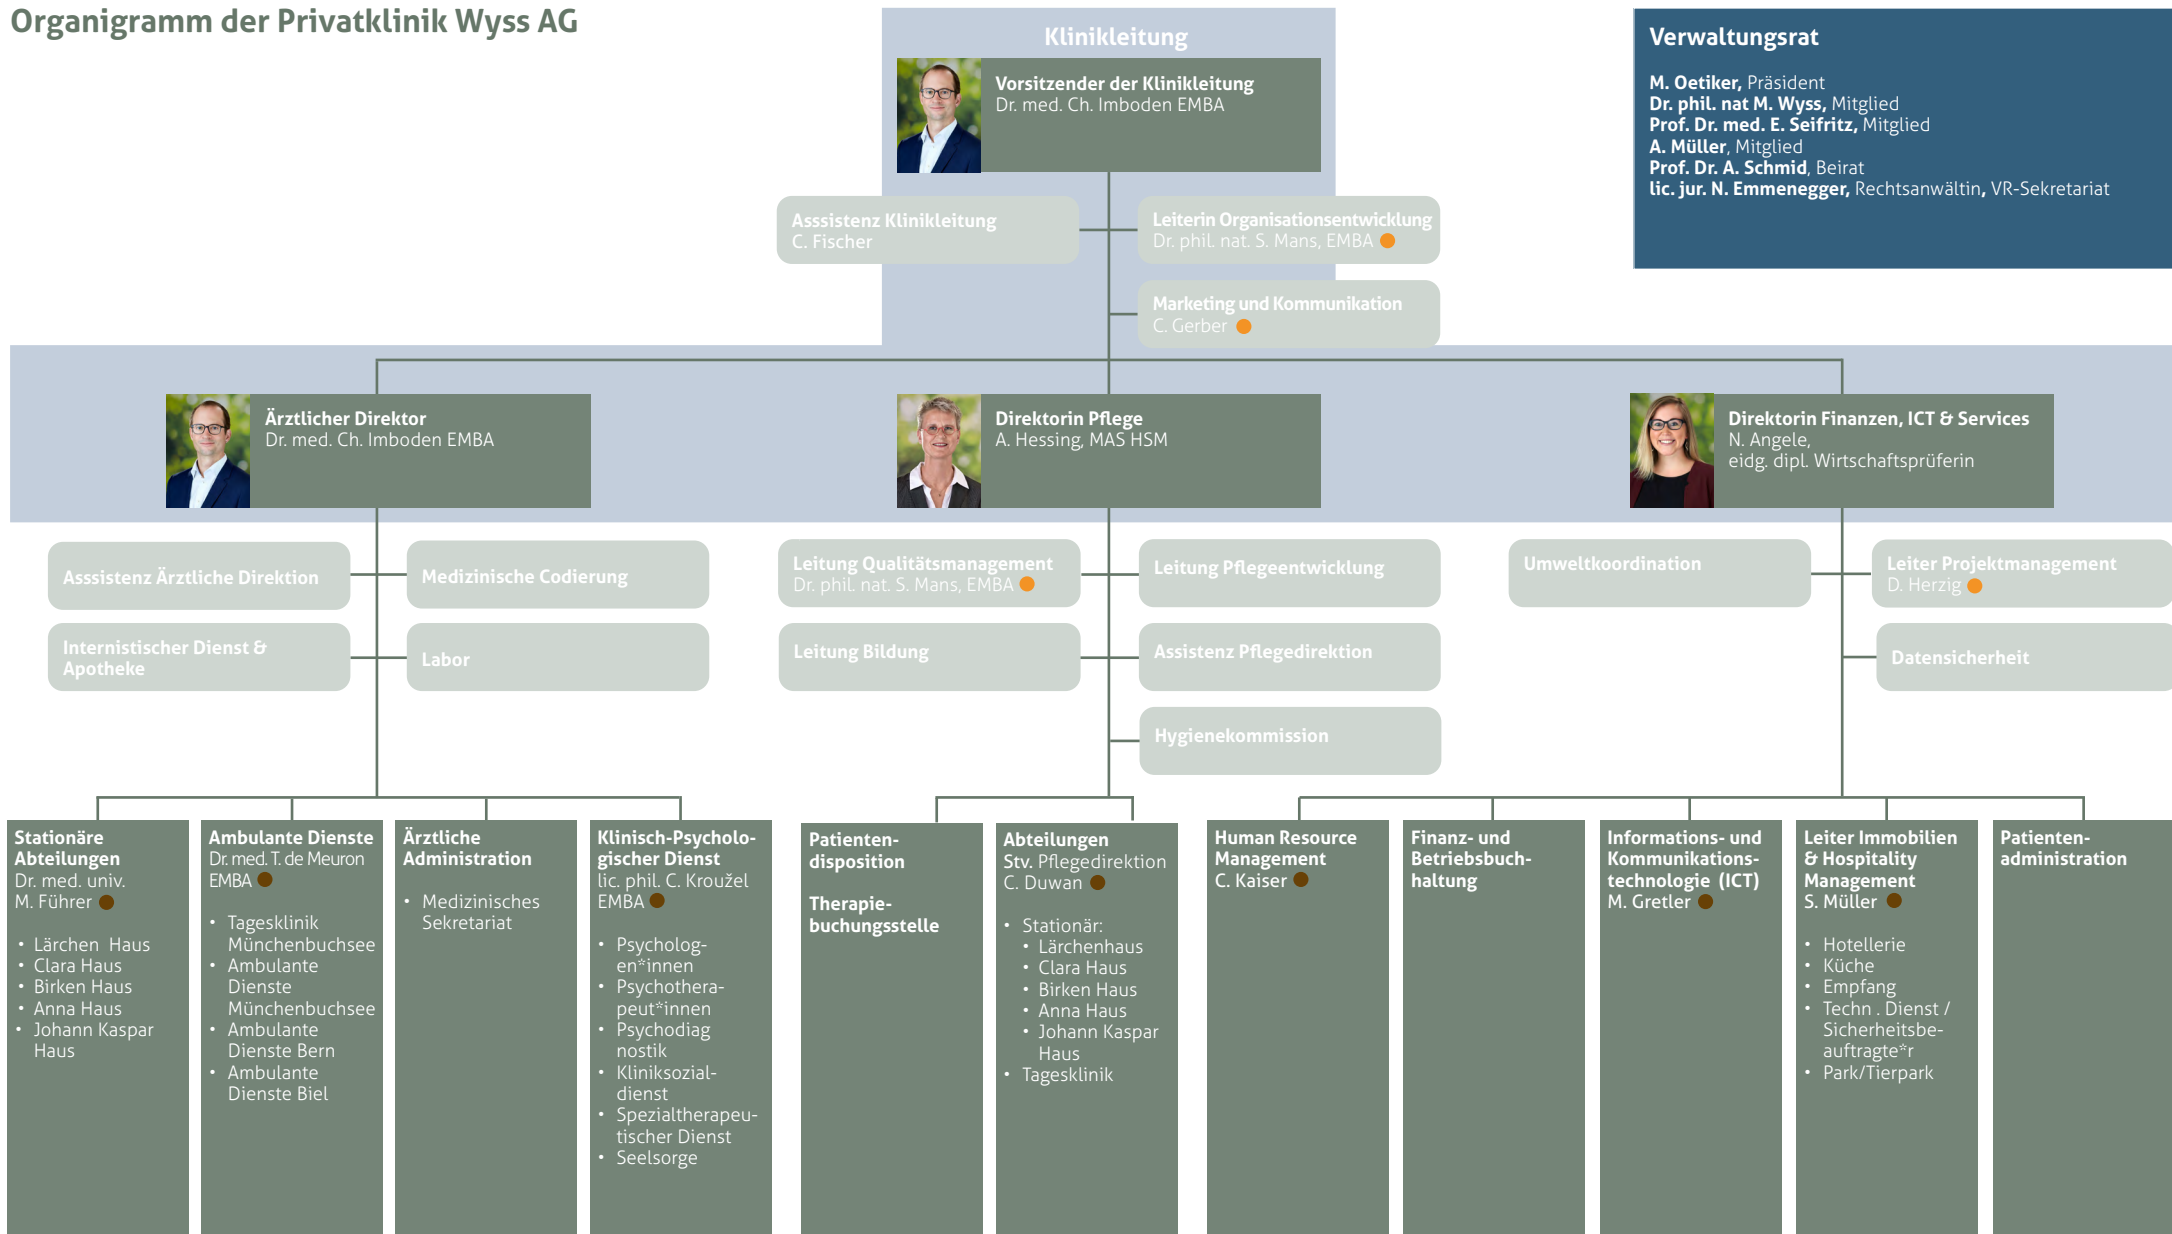 Organigramm der Privatklinik Wyss AG
Klinikleitung
Vorsitzender der Klinikleitung
Dr. med. Ch. Imboden EMBA
Verwaltungsrat
M. Oetiker, Präsident
Dr. phil. nat M. Wyss, Mitglied
Prof. Dr. med. E. Seifritz, Mitglied
A. Müller, Mitglied
Prof. Dr. A. Schmid, Beirat
lic. jur. N. Emmenegger, Rechtsanwältin, VR-Sekretariat
Asssistenz Klinikleitung
C. Fischer
Leiterin Organisationsentwicklung
Dr. phil. nat. S. Mans, EMBA
Marketing und Kommunikation
C. Gerber
Ärztlicher Direktor
Dr. med. Ch. Imboden EMBA
Direktorin Pflege
A. Hessing, MAS HSM
Direktorin Finanzen, ICT & Services
N. Angele,
eidg. dipl. Wirtschaftsprüferin
Asssistenz Ärztliche Direktion
Medizinische Codierung
Internistischer Dienst &
Apotheke
Labor
Leitung Qualitätsmanagement
Dr. phil. nat. S. Mans, EMBA
Leitung Pflegeentwicklung
Leitung Bildung
Assistenz Pflegedirektion
Hygienekommission
Umweltkoordination
Leiter Projektmanagement
D. Herzig
Datensicherheit
Stationäre
Abteilungen
Dr. med. univ.
M. Führer
• Lärchen Haus
• Clara Haus
• Birken Haus
• Anna Haus
• Johann Kaspar
Haus
Ambulante Dienste
Dr. med. T. de Meuron
EMBA
• Tagesklinik
Münchenbuchsee
• Ambulante
Dienste
Münchenbuchsee
• Ambulante
Dienste Bern
• Ambulante
Dienste Biel
Ärztliche
Administration
• Medizinisches
Sekretariat
Klinisch-Psycholo-
gischer Dienst
lic. phil. C. Kroužel
EMBA
• Psycholog-
en*innen
• Psychothera-
peut*innen
• Psychodiag
nostik
• Kliniksozial-
dienst
• Spezialtherapeu-
tischer Dienst
• Seelsorge
Patienten-
disposition
Therapie-
buchungsstelle
Abteilungen
Stv. Pflegedirektion
C. Duwan
• Stationär:
• Lärchenhaus
• Clara Haus
• Birken Haus
• Anna Haus
• Johann Kaspar
Haus
• Tagesklinik
Human Resource
Management
C. Kaiser
Finanz- und
Betriebsbuch-
haltung
Informations- und
Kommunikations-
technologie (ICT)
M. Gretler
Leiter Immobilien
& Hospitality
Management
S. Müller
• Hotellerie
• Küche
• Empfang
• Techn . Dienst /
Sicherheitsbe-
auftragte*r
• Park/Tierpark
Patienten-
administration